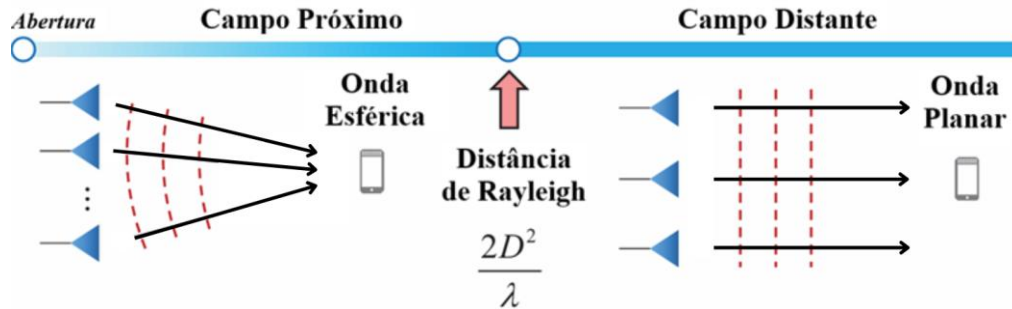 Abertura Campo Próximo Campo Distante
Onda
Esférica
Distância
de Rayleigh
2D²
λ
Onda
Planar
⋮